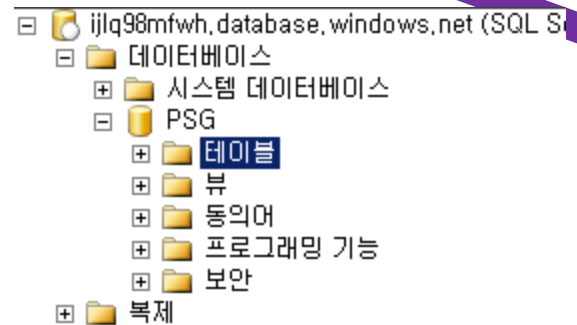 ijlq98mfwh,database,windows,net (SQL S
데이터베이스
시스템 데이터베이스
PSG
테이블
뷰
동의어
프로그래밍 기능
보안
복제